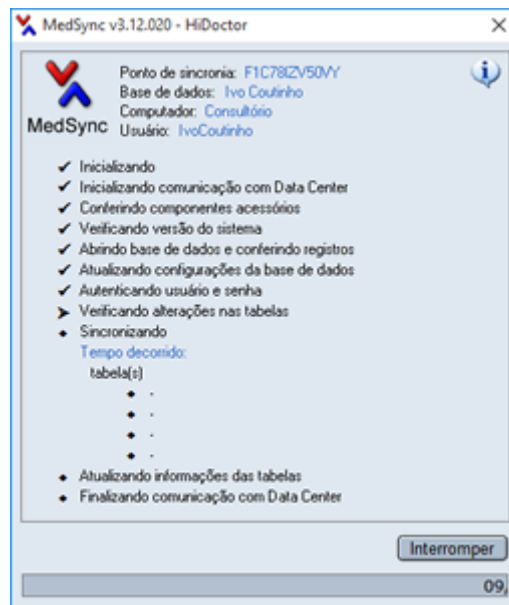 MedSync v3.12.020 - HiDoctor
Ponto de sincronia: F1C78IZV50VY
Base de dados: Ivo Coutinho
Computador: Consultório
MedSync
Usuário: IvoCoutinho
Inicializando
Inicializando comunicação com Data Center
Conferindo componentes acessórios
Verificando versão do sistema
Abrindo base de dados e conferindo registros
Atualizando configurações da base de dados
Autenticando usuário e senha
Verificando alterações nas tabelas
Sincronizando
Tempo decorrido:
tabela(s)
-
-
-
-
Atualizando informações das tabelas
Finalizando comunicação com Data Center
Interromper
09,